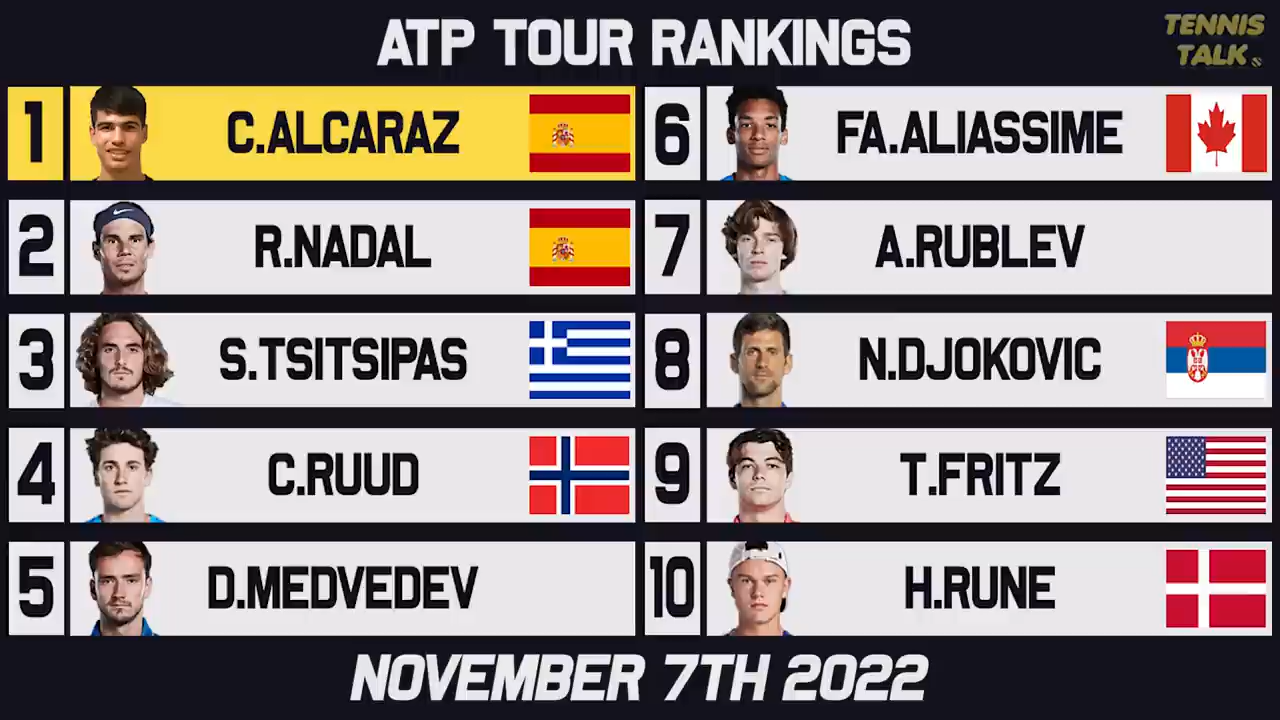 ATP TOUR RANKINGS
TENNIS
TALK.
1 C.ALCARAZ
2 R.NADAL
3 S.TSITSIPAS
4 C.RUUD
5 D.MEDVEDEV
6 FA.ALIASSIME
7 A.RUBLEV
8 N.DJOKOVIC
9 T.FRITZ
10 H.RUNE
NOVEMBER 7TH 2022